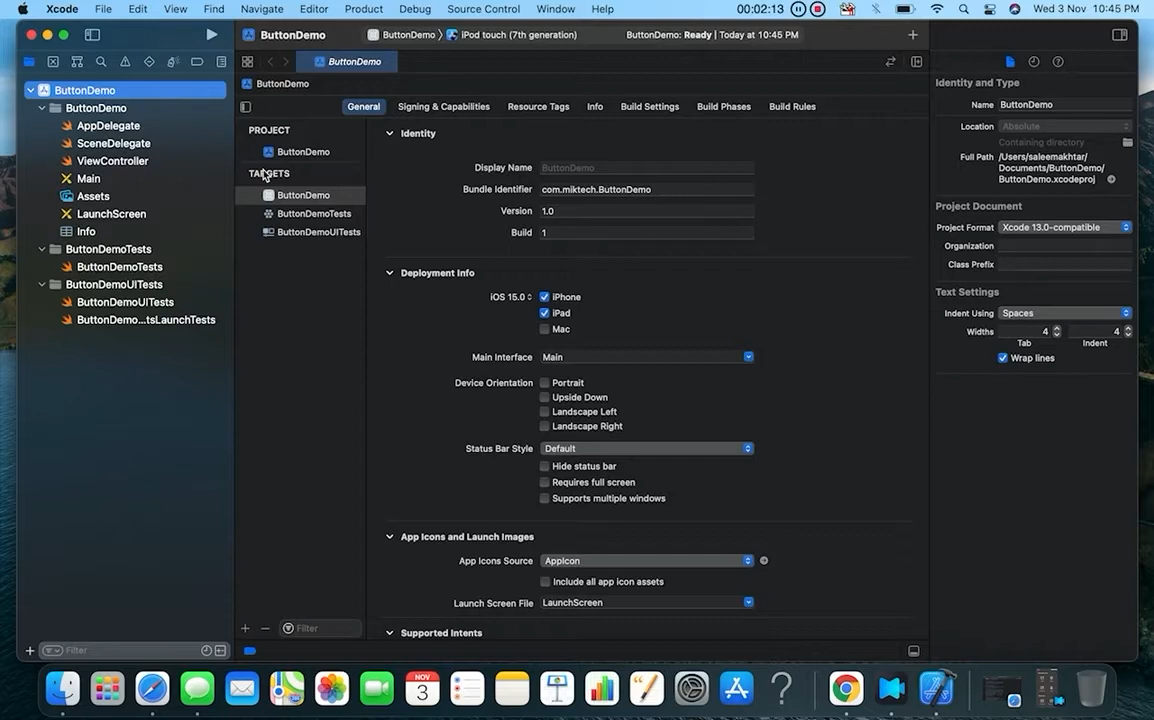 Xcode File Edit View Find Navigate Editor Product Debug Source Control Window Help 00:02:13 Wed 3 Nov 10:45 PM
ButtonDemo ButtonDemo 〉 iPod touch (7th generation) ButtonDemo: Ready | Today at 10:45 PM
ButtonDemo
ButtonDemo
ButtonDemo
AppDelegate
SceneDelegate
ViewController
Main
Assets
LaunchScreen
Info
ButtonDemoTests
ButtonDemoTests
ButtonDemoUITests
ButtonDemoUITests
ButtonDemo...tsLaunchTests
Filter
ButtonDemo
General Signing & Capabilities Resource Tags Info Build Settings Build Phases Build Rules
PROJECT
ButtonDemo
TARGETS
ButtonDemo
ButtonDemoTests
ButtonDemoUITests
Filter
Identity
Display Name ButtonDemo
Bundle Identifier com.miktech.ButtonDemo
Version 1.0
Build 1
Deployment Info
iOS 15.0 iPhone
iPad
Mac
Main Interface Main
Device Orientation Portrait
Upside Down
Landscape Left
Landscape Right
Status Bar Style Default
Hide status bar
Requires full screen
Supports multiple windows
App Icons and Launch Images
App Icons Source AppIcon
Include all app icon assets
Launch Screen File LaunchScreen
Supported Intents
Identity and Type
Name ButtonDemo
Location Absolute
Containing directory
Full Path /Users/saleemakhtar/
Documents/ButtonDemo/
ButtonDemo.xcodeproj
Project Document
Project Format Xcode 13.0-compatible
Organization
Class Prefix
Text Settings
Indent Using Spaces
Widths 4 4
Tab Indent
Wrap lines
NOV
3